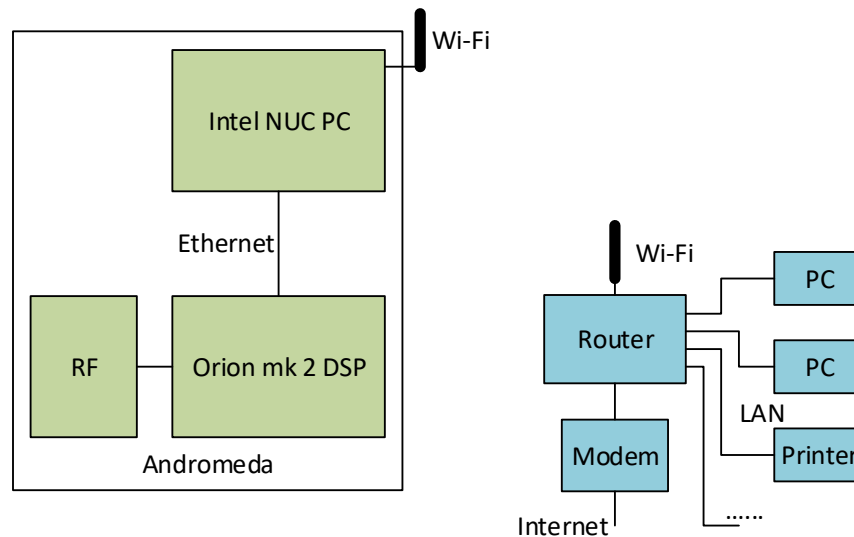 Wi-Fi
Intel NUC PC
Ethernet
RF
Orion mk 2 DSP
Andromeda
Wi-Fi
PC
Router
PC
LAN
Modem
Printer
Internet
......